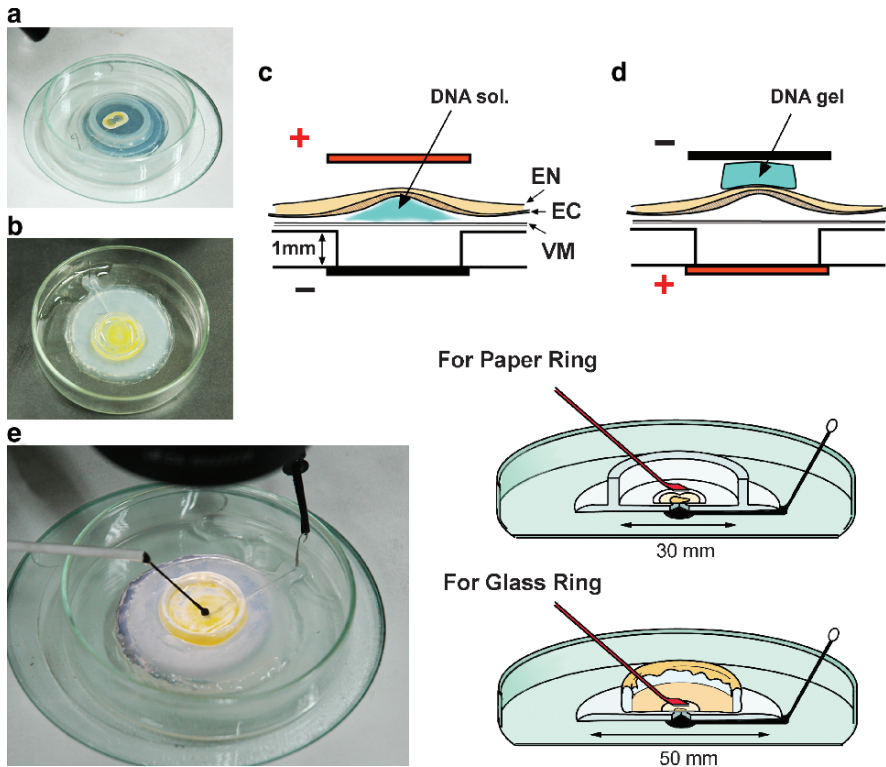 a
b
c
DNA sol.
+
EN
EC
VM
1mm
−
d
DNA gel
−
+
e
For Paper Ring
30 mm
For Glass Ring
50 mm